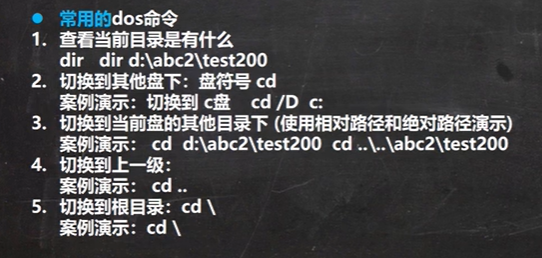 常用的dos命令
1. 查看当前目录是有什么
dir dir d:\abc2\test200
2. 切换到其他盘下：盘符号 cd
案例演示：切换到 c盘 cd /D c:
3. 切换到当前盘的其他目录下 (使用相对路径和绝对路径演示)
案例演示： cd d:\abc2\test200 cd ..\..\abc2\test200
4. 切换到上一级：
案例演示： cd ..
5. 切换到根目录：cd \
案例演示：cd \